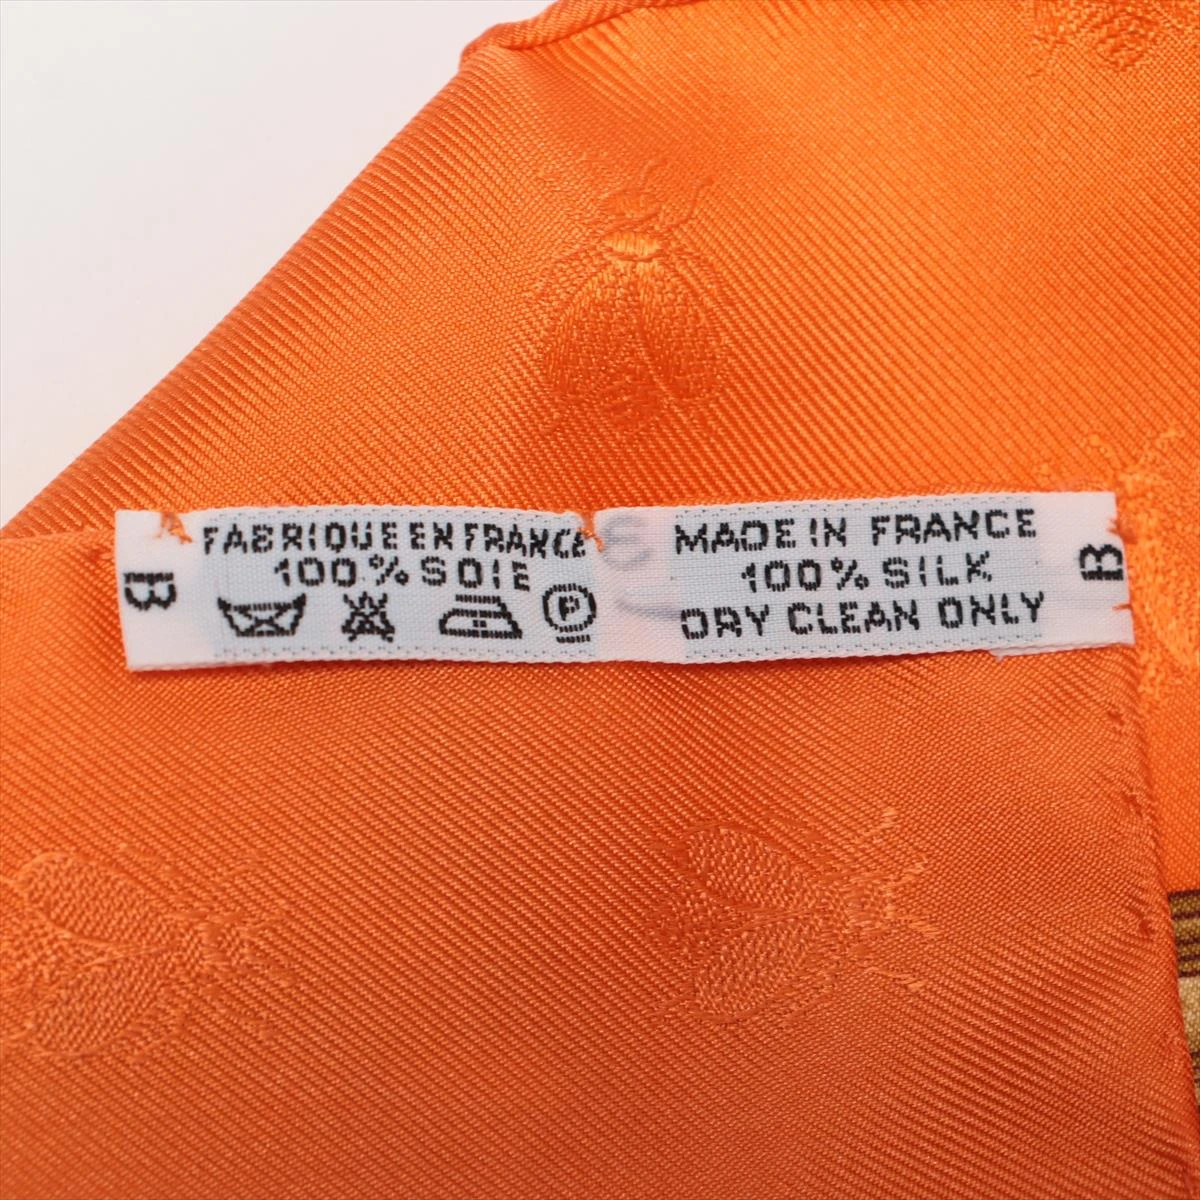 B
FABRIQUE EN FRANCE
100% SOIE
P
MADE IN FRANCE
100% SILK
DRY CLEAN ONLY
B